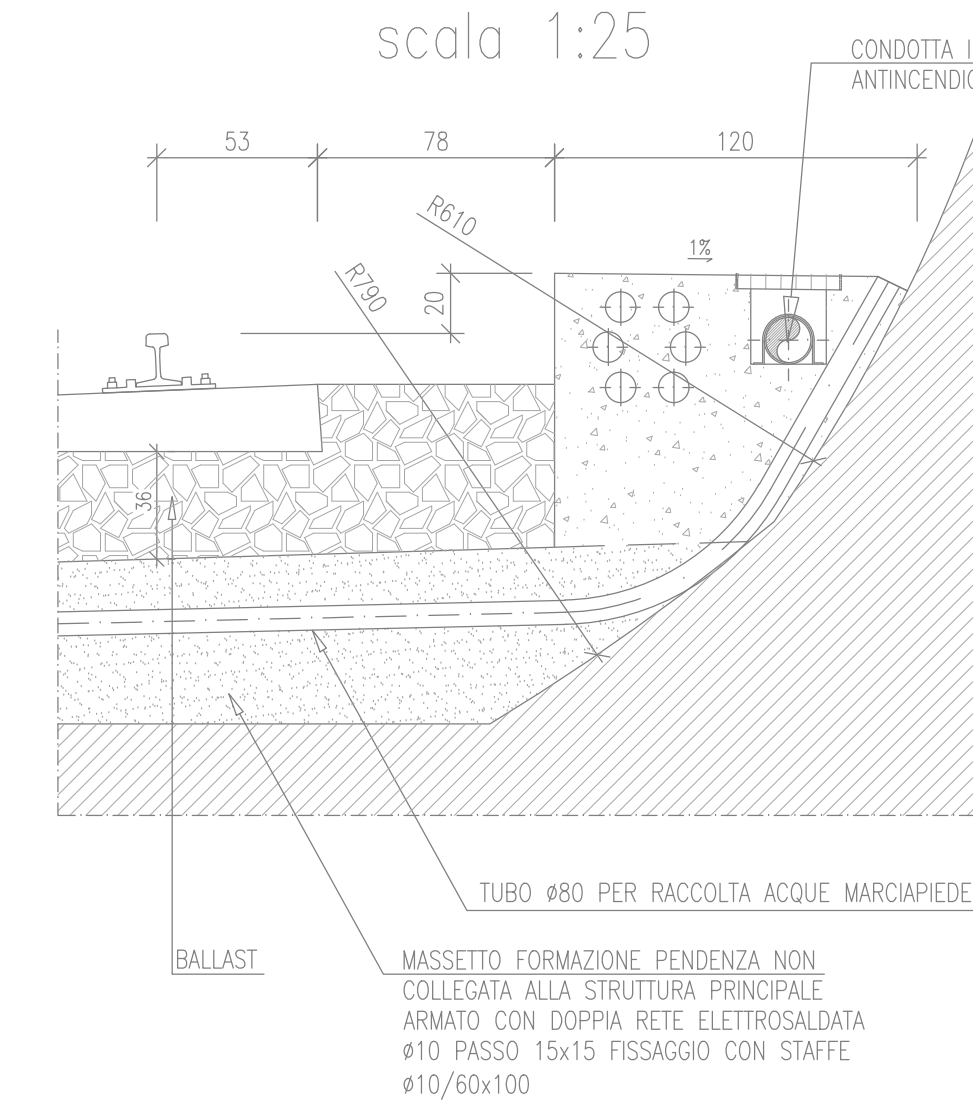 scala 1:25
CONDOTTA
ANTINCENDIO
53
78
120
R610
1%
R790
20
36
TUBO ø80 PER RACCOLTA ACQUE MARCIAPIEDE
BALLAST
MASSETTO FORMAZIONE PENDENZA NON
COLLEGATA ALLA STRUTTURA PRINCIPALE
ARMATO CON DOPPIA RETE ELETTROSALDATA
ø10 PASSO 15x15 FISSAGGIO CON STAFFE
ø10/60x100